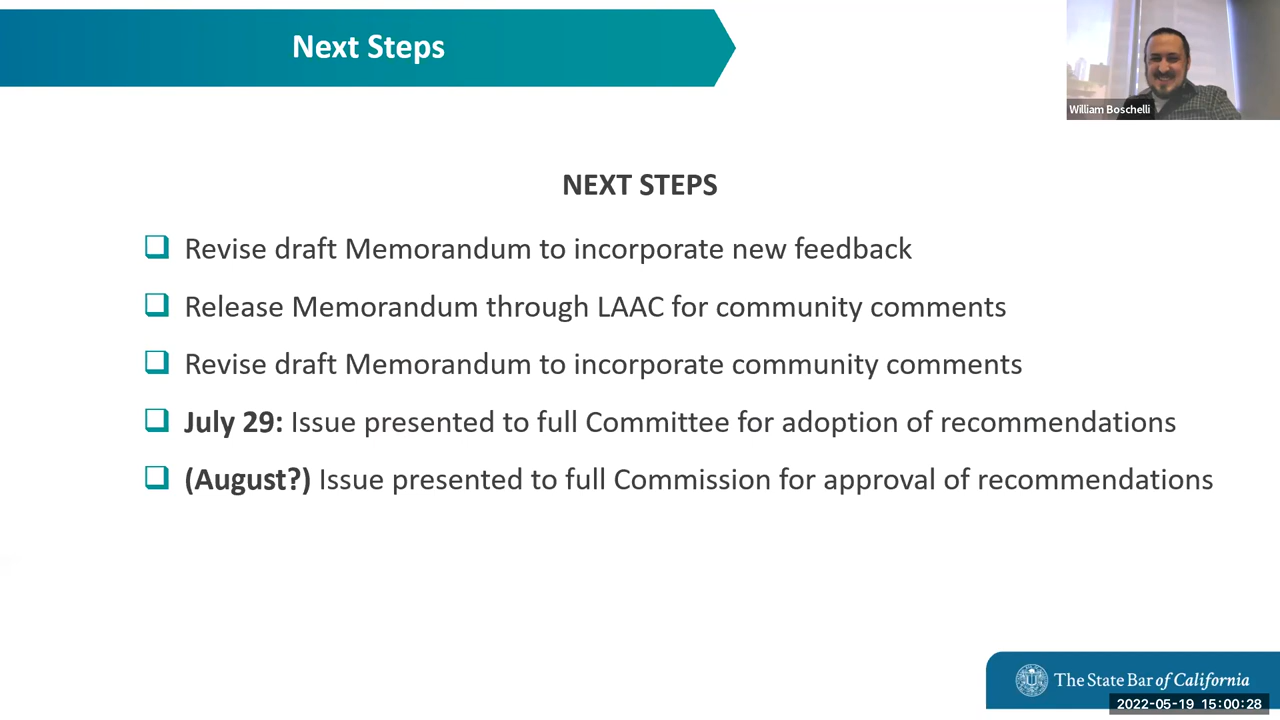 Next Steps
William Boschelli
NEXT STEPS
Revise draft Memorandum to incorporate new feedback
Release Memorandum through LAAC for community comments
Revise draft Memorandum to incorporate community comments
July 29: Issue presented to full Committee for adoption of recommendations
(August?) Issue presented to full Commission for approval of recommendations
The State Bar of California
2022-05-19 15:00:28